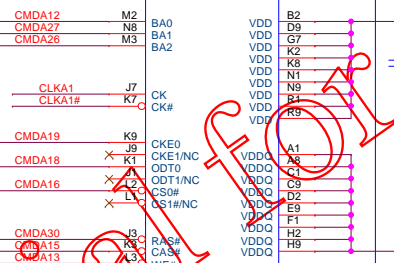 CMDA12 M2 BA0 VDD B2
CMDA27 N8 BA1 VDD D9
CMDA26 M3 BA2 VDD G7
VDD K2
VDD K8
VDD N1
CLKA1 J7 CK VDD N9
CLKA1# K7 CK# VDD R1
VDD R9
CMDA19 K9 CKE0
J9 CKE1/NC VDDQ A1
CMDA18 K1 ODT0 VDDQ A8
J1 ODT1/NC VDDQ C1
CMDA16 L2 CS0# VDDQ C9
L1 CS1#/NC VDDQ D2
VDDQ E9
VDDQ F1
CMDA30 J3 RAS# VDDQ H2
CMDA15 K3 CAS# VDDQ H9
CMDA13 L3
for